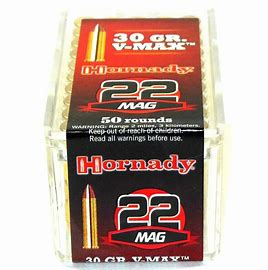 30 GR.
V-MAX™
Hornady
22
MAG
50 rounds
WARNING: Range 2 miles, 3 kilometers.
Keep out of reach of children.
Read all warnings before use.
Hornady
22
MAG
30 GR V-MAX™